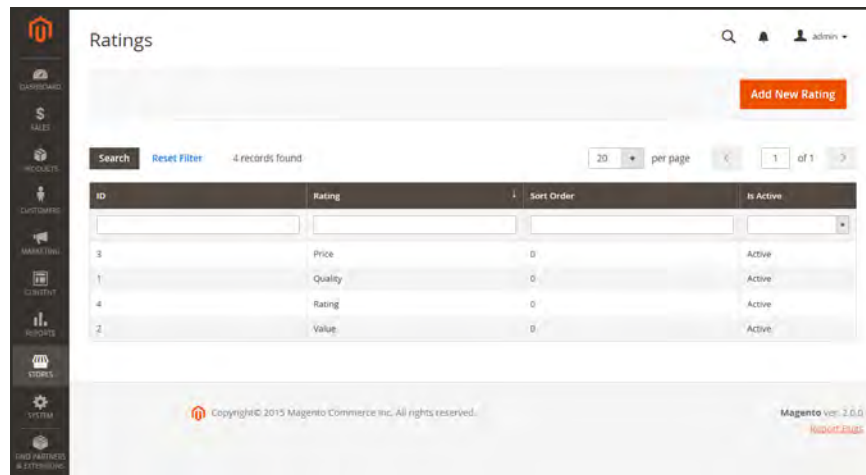 Ratings
admin
DASHBOARD
Add New Rating
SALES
Search Reset Filter 4 records found 20 per page 1 of 1
PRODUCTS
ID Rating Sort Order Is Active
CUSTOMERS
MARKETING
3 Price 0 Active
1 Quality 0 Active
CONTENT
4 Rating 0 Active
REPORTS
2 Value 0 Active
STORES
SYSTEM
Copyright© 2015 Magento Commerce Inc. All rights reserved.
Magento ver. 2.0.0
Report Bugs
FIND PARTNERS
& EXTENSIONS